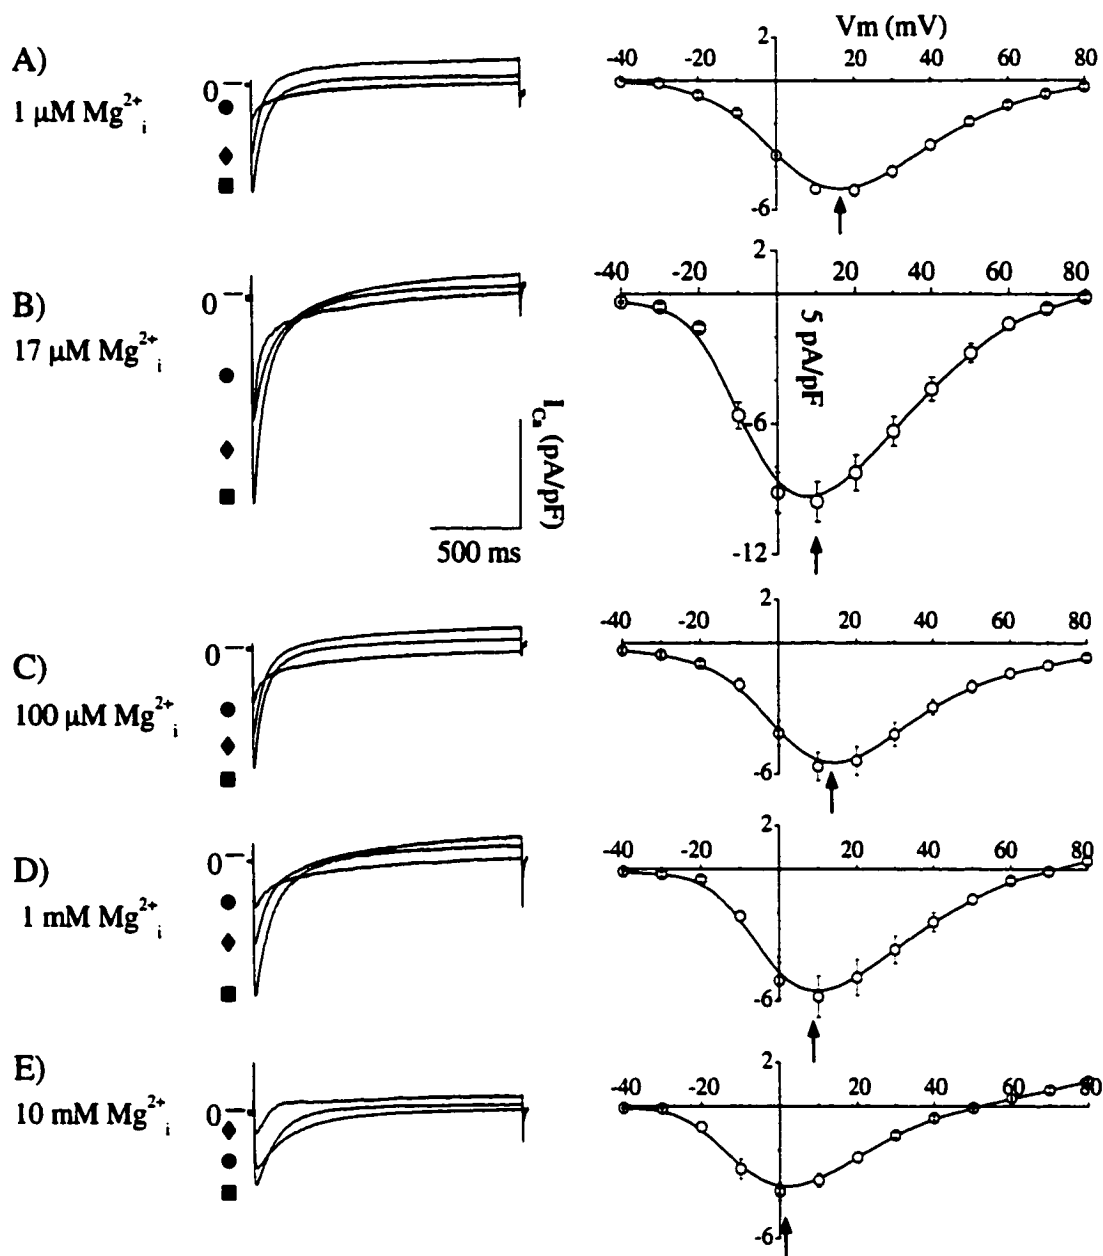 A)
1 μM Mg²⁺ᵢ
0
Vm (mV)
2
-40 -20 20 40 60 80
-6
B)
17 μM Mg²⁺ᵢ
0
I_Ca (pA/pF)
500 ms
2
-40 -20 20 40 60 80
5 pA/pF
-6
-12
C)
100 μM Mg²⁺ᵢ
0
2
-40 -20 20 40 60 80
-6
D)
1 mM Mg²⁺ᵢ
0
2
-40 -20 20 40 60 80
-6
E)
10 mM Mg²⁺ᵢ
0
2
-40 -20 20 40 60 80
-6